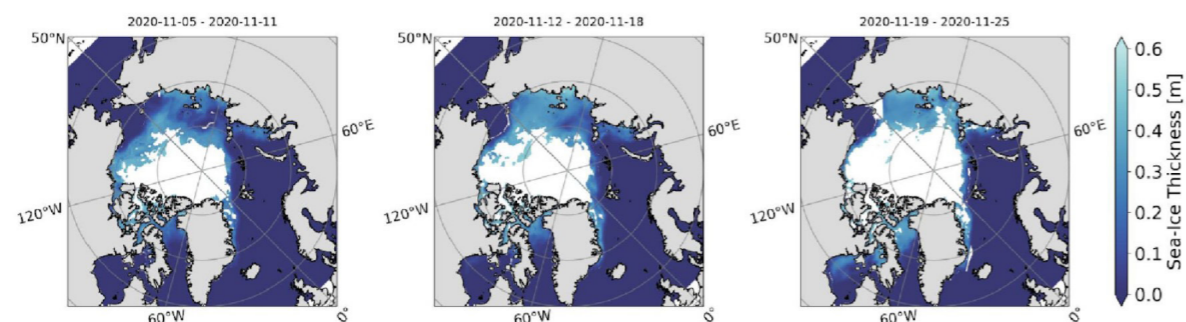 2020-11-05 - 2020-11-11
2020-11-12 - 2020-11-18
2020-11-19 - 2020-11-25
50°N
60°E
120°W
60°W
0°
50°N
60°E
120°W
60°W
0°
50°N
60°E
120°W
60°W
0°
0.6
0.5
0.4
0.3
0.2
0.1
0.0
Sea-Ice Thickness [m]